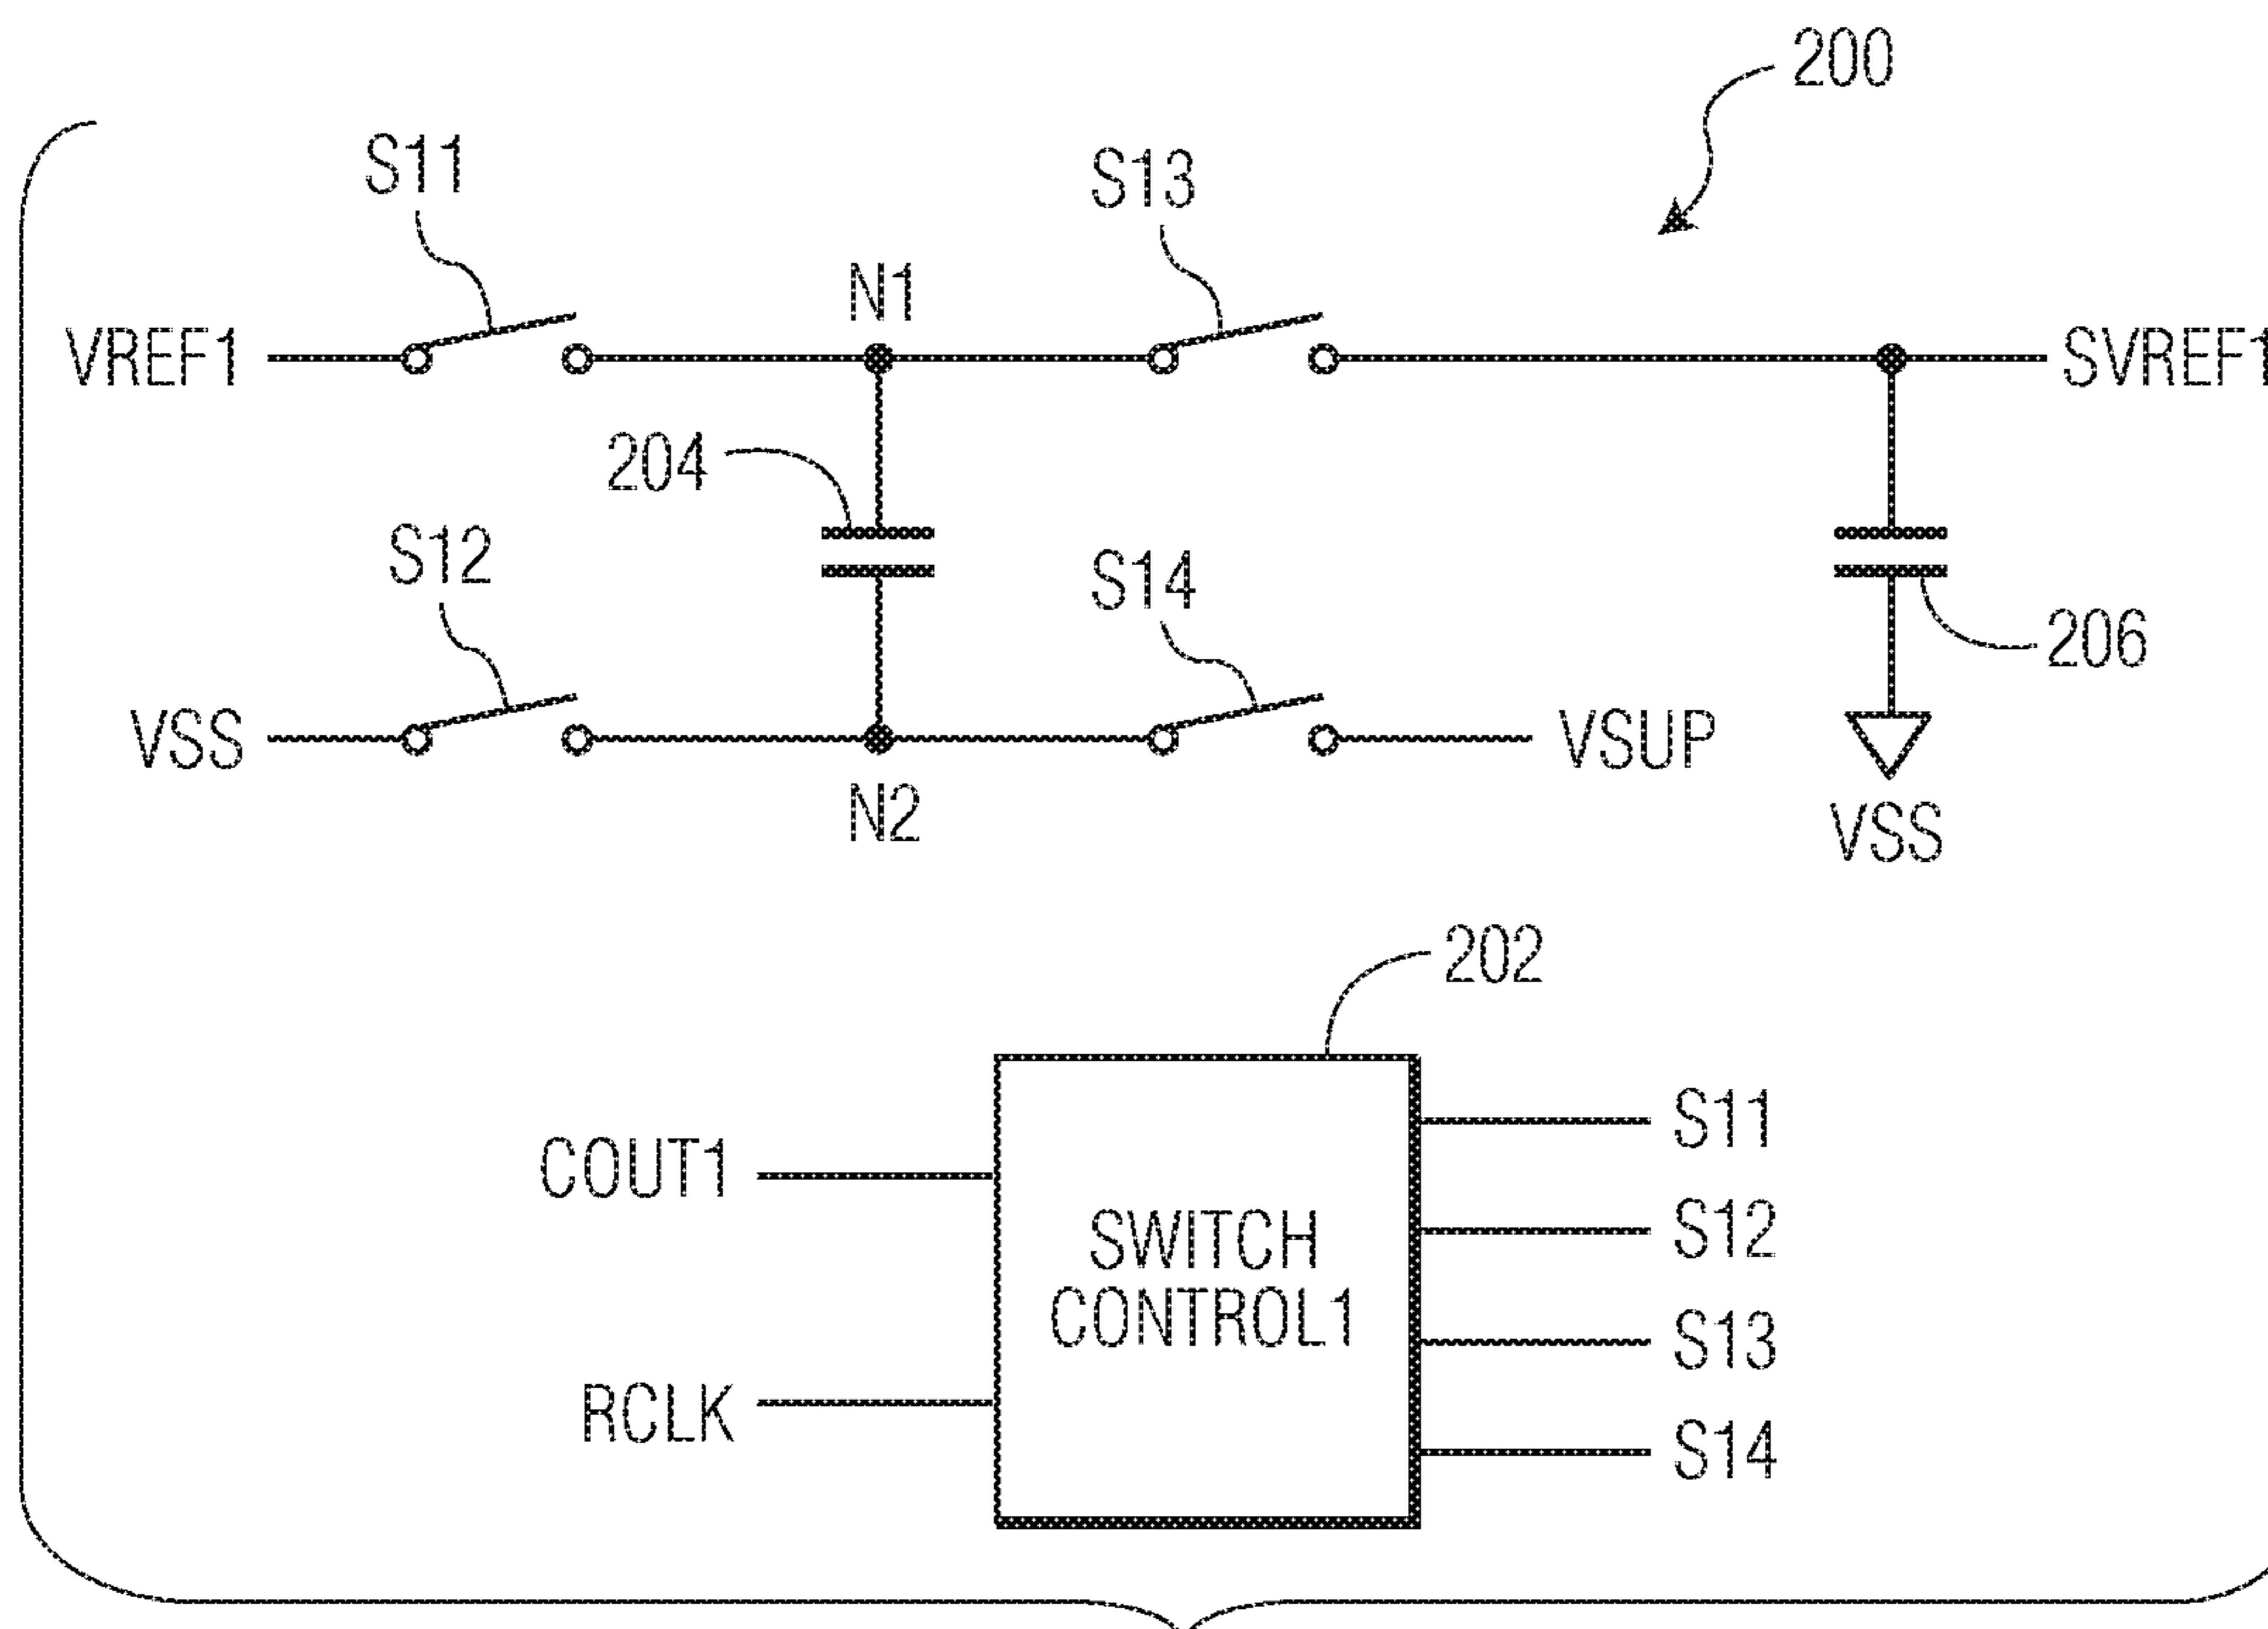 200
S11
S13
N1
VREF1
SVREF1
204
S12
S14
206
VSS
VSUP
N2
VSS
202
COUT1
RCLK
SWITCH
CONTROL1
S11
S12
S13
S14